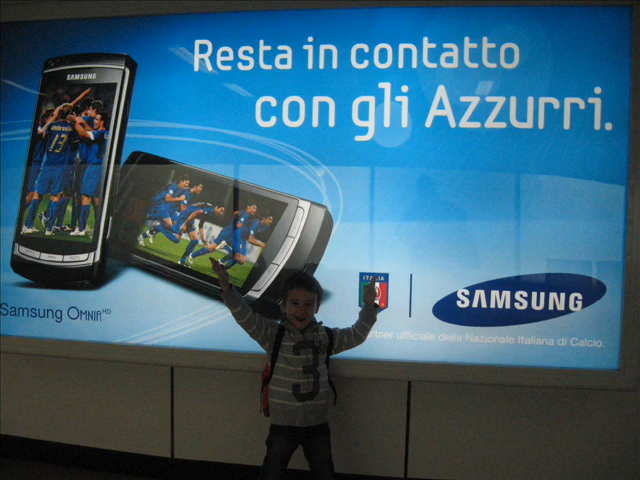 Resta in contatto
con gli Azzurri.
SAMSUNG
13
ITALIA
SAMSUNG
Samsung OMNIA HD
Partner ufficiale della Nazionale Italiana di Calcio.
3